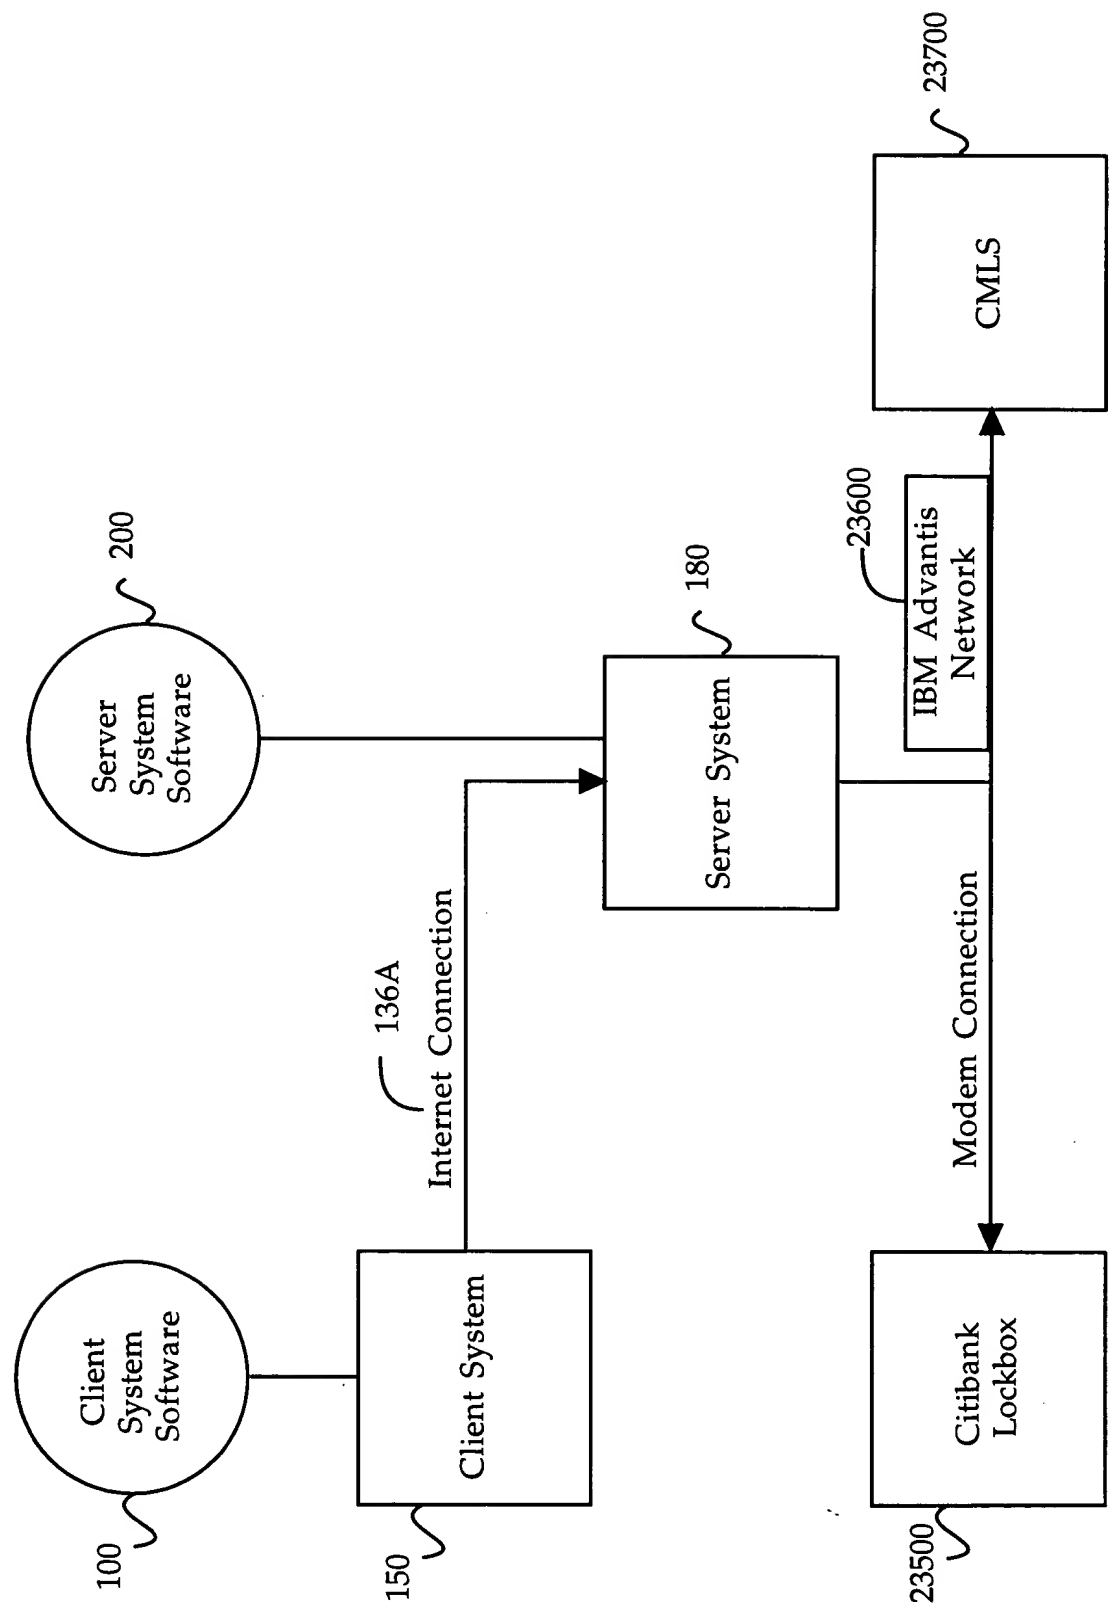 100
Client
System
Software
200
Server
System
Software
136A
Internet Connection
150
Client System
180
Server System
23600
IBM Advantis
Network
Modem Connection
23500
Citibank
Lockbox
CMLS
23700